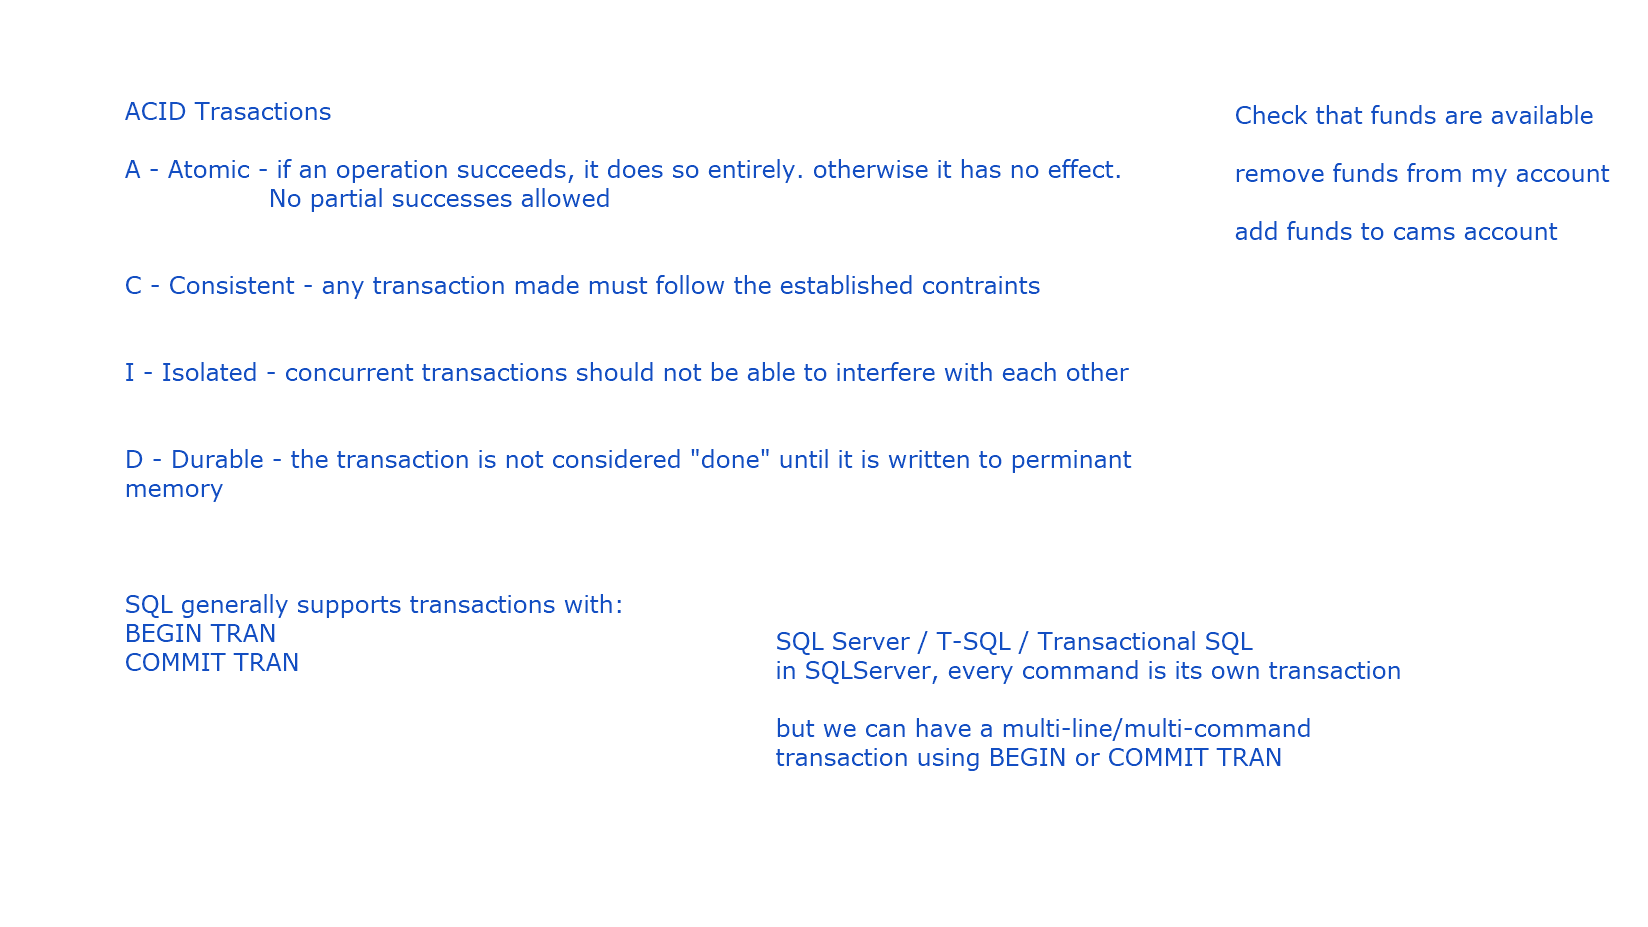 ACID Trasactions
A - Atomic - if an operation succeeds, it does so entirely. otherwise it has no effect.
No partial successes allowed
C - Consistent - any transaction made must follow the established contraints
I - Isolated - concurrent transactions should not be able to interfere with each other
D - Durable - the transaction is not considered "done" until it is written to perminant
memory
Check that funds are available
remove funds from my account
add funds to cams account
SQL generally supports transactions with:
BEGIN TRAN
COMMIT TRAN
SQL Server / T-SQL / Transactional SQL
in SQLServer, every command is its own transaction
but we can have a multi-line/multi-command
transaction using BEGIN or COMMIT TRAN